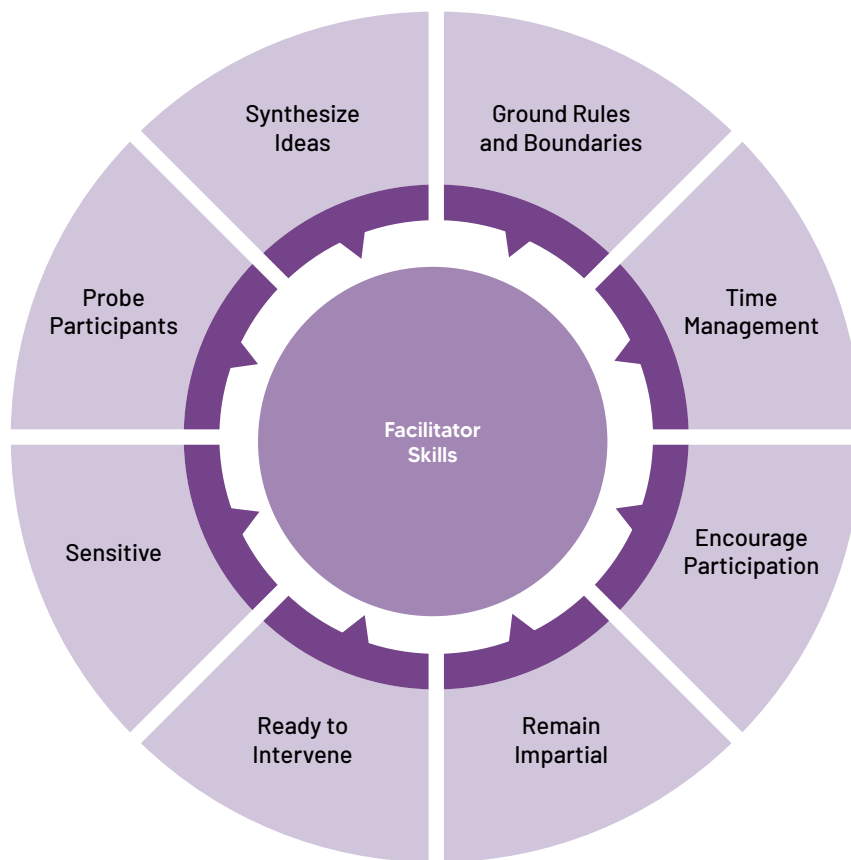 Synthesize
Ideas
Ground Rules
and Boundaries
Time
Management
Encourage
Participation
Remain
Impartial
Ready to
Intervene
Sensitive
Probe
Participants
Facilitator
Skills